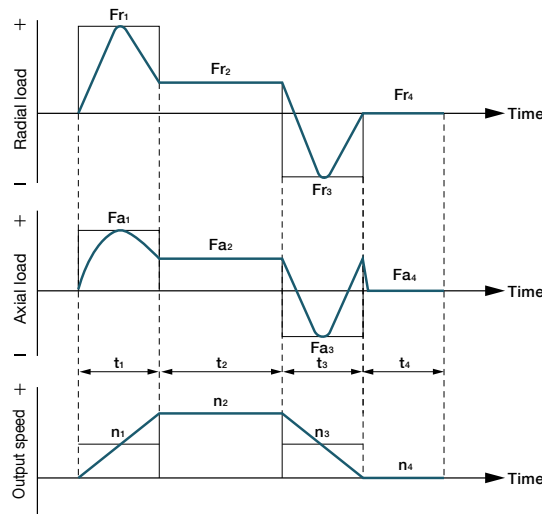 +
Radial load
−
Fr₁
Fr₂
Fr₃
Fr₄
Time
+
Axial load
−
Fa₁
Fa₂
Fa₃
Fa₄
Time
t₁
t₂
t₃
t₄
+
Output speed
n₁
n₂
n₃
n₄
Time